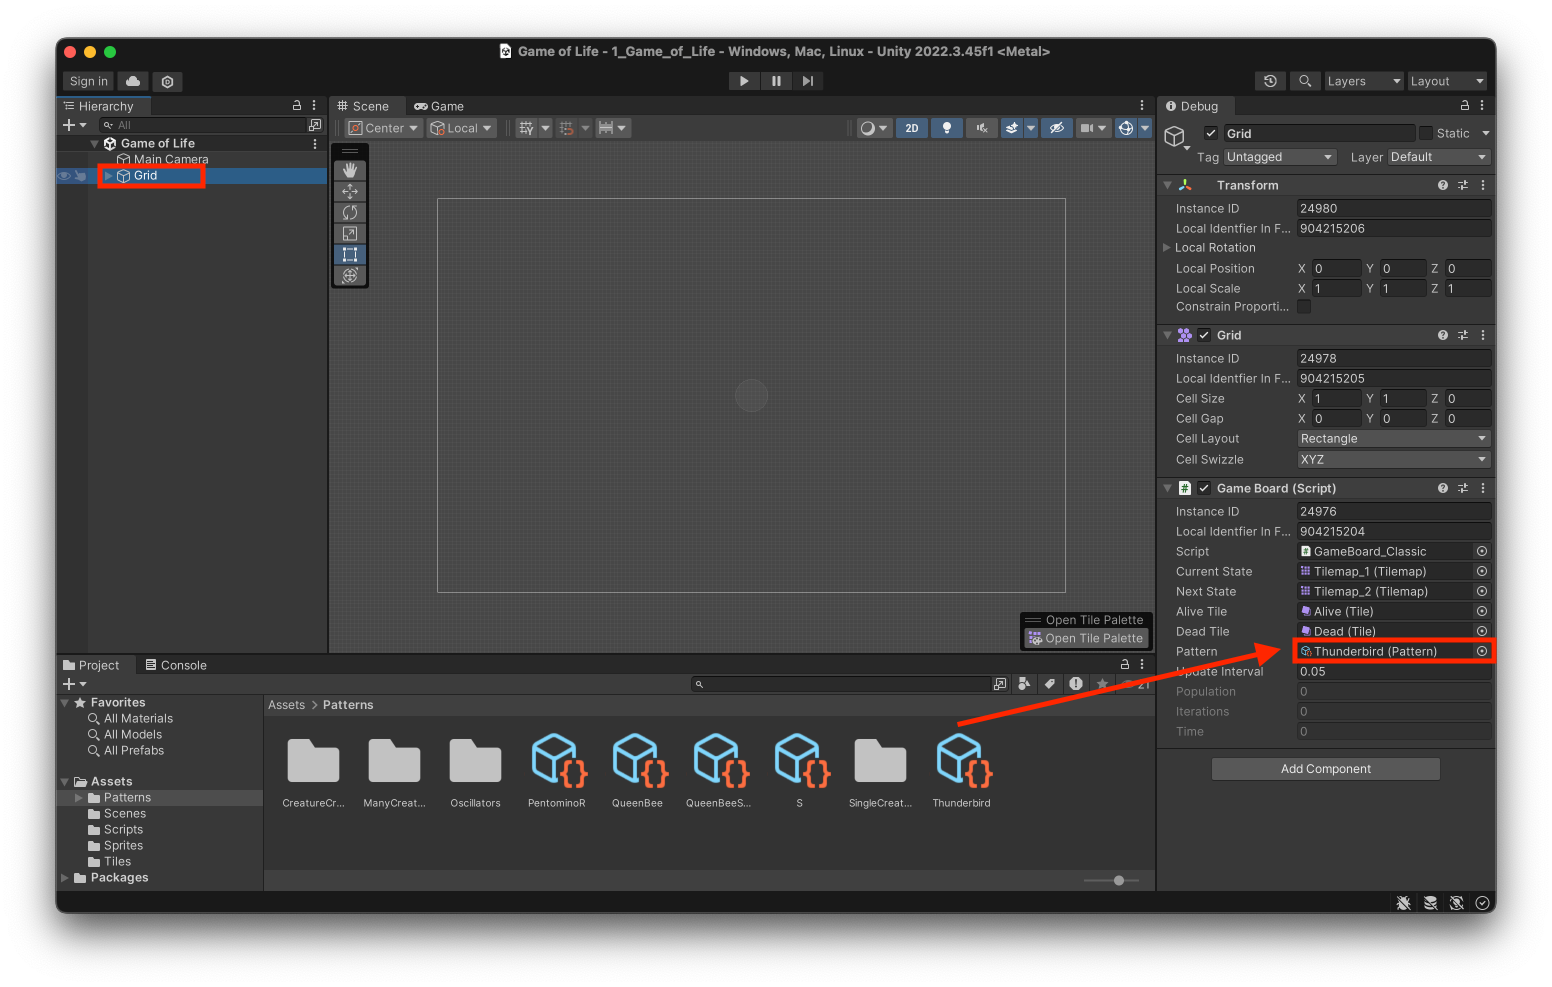 Game of Life - 1_Game_of_Life - Windows, Mac, Linux - Unity 2022.3.45f1 <Metal>
Sign in
Layers
Layout
Hierarchy
All
Game of Life
Main Camera
Grid
Scene
Game
Center
Local
2D
Open Tile Palette
Open Tile Palette
Debug
Grid
Static
Tag Untagged
Layer Default
Transform
Instance ID 24980
Local Identfier In F... 904215206
Local Rotation
Local Position X 0 Y 0 Z 0
Local Scale X 1 Y 1 Z 1
Constrain Proporti...
Grid
Instance ID 24978
Local Identfier In F... 904215205
Cell Size X 1 Y 1 Z 0
Cell Gap X 0 Y 0 Z 0
Cell Layout Rectangle
Cell Swizzle XYZ
Game Board (Script)
Instance ID 24976
Local Identfier In F... 904215204
Script # GameBoard_Classic
Current State Tilemap_1 (Tilemap)
Next State Tilemap_2 (Tilemap)
Alive Tile Alive (Tile)
Dead Tile Dead (Tile)
Pattern Thunderbird (Pattern)
Update Interval 0.05
Population 0
Iterations 0
Time 0
Add Component
Project
Console
21
Favorites
All Materials
All Models
All Prefabs
Assets
Patterns
Scenes
Scripts
Sprites
Tiles
Packages
Assets > Patterns
CreatureCr...
ManyCreat...
Oscillators
PentominoR
QueenBee
QueenBeeS...
S
SingleCreat...
Thunderbird